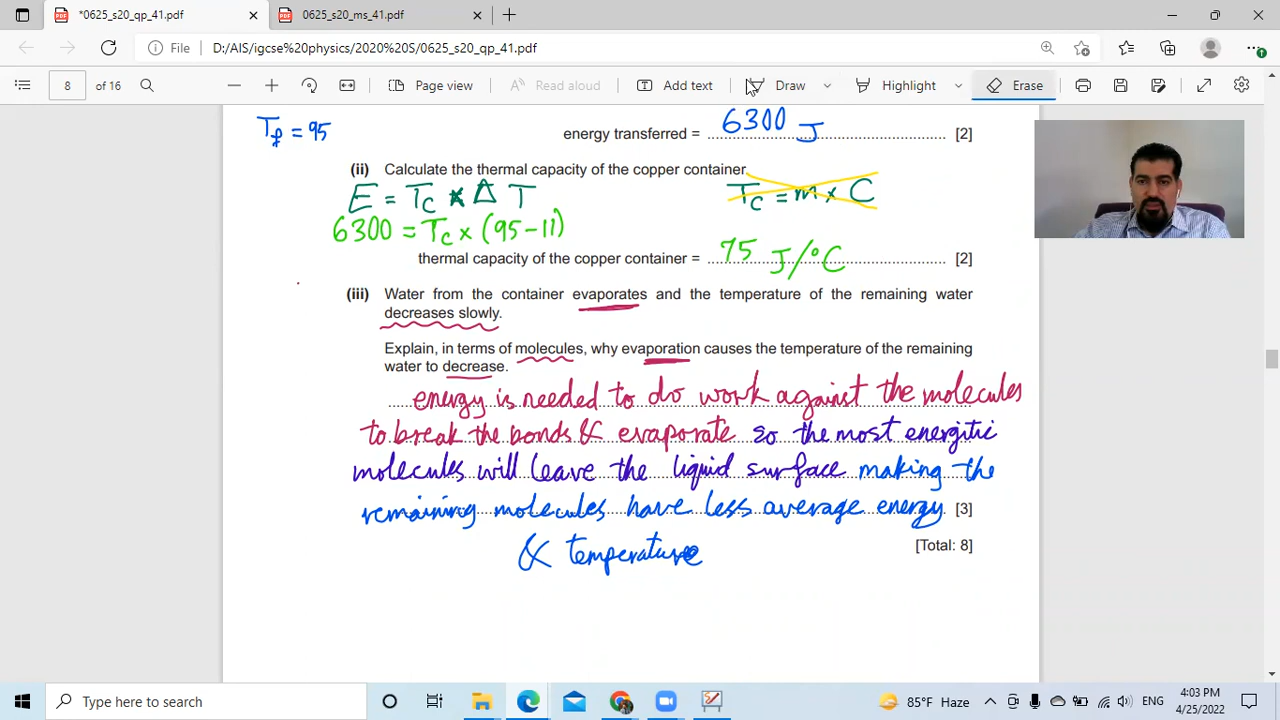 *0625_s20_qp_41.pdf
0625_s20_ms_41.pdf
File
D:/AIS/igcse%20physics/2020%20S/0625_s20_qp_41.pdf
8 of 16
Page view
Read aloud
Add text
Draw
Highlight
Erase
Tf = 95
energy transferred = 6300 J [2]
(ii) Calculate the thermal capacity of the copper container.
E = TC × Δ T
TC = m × C
6300 = TC × (95 - 11)
thermal capacity of the copper container = 75 J/°C [2]
(iii) Water from the container evaporates and the temperature of the remaining water
decreases slowly.
Explain, in terms of molecules, why evaporation causes the temperature of the remaining
water to decrease.
energy is needed to do work against the molecules
to break the bonds & evaporate so the most energitic
molecules will leave the liquid surface making the
remaining molecules have less average energy [3]
& temperature
[Total: 8]
Type here to search
85°F Haze
ENG
4:03 PM
4/25/2022